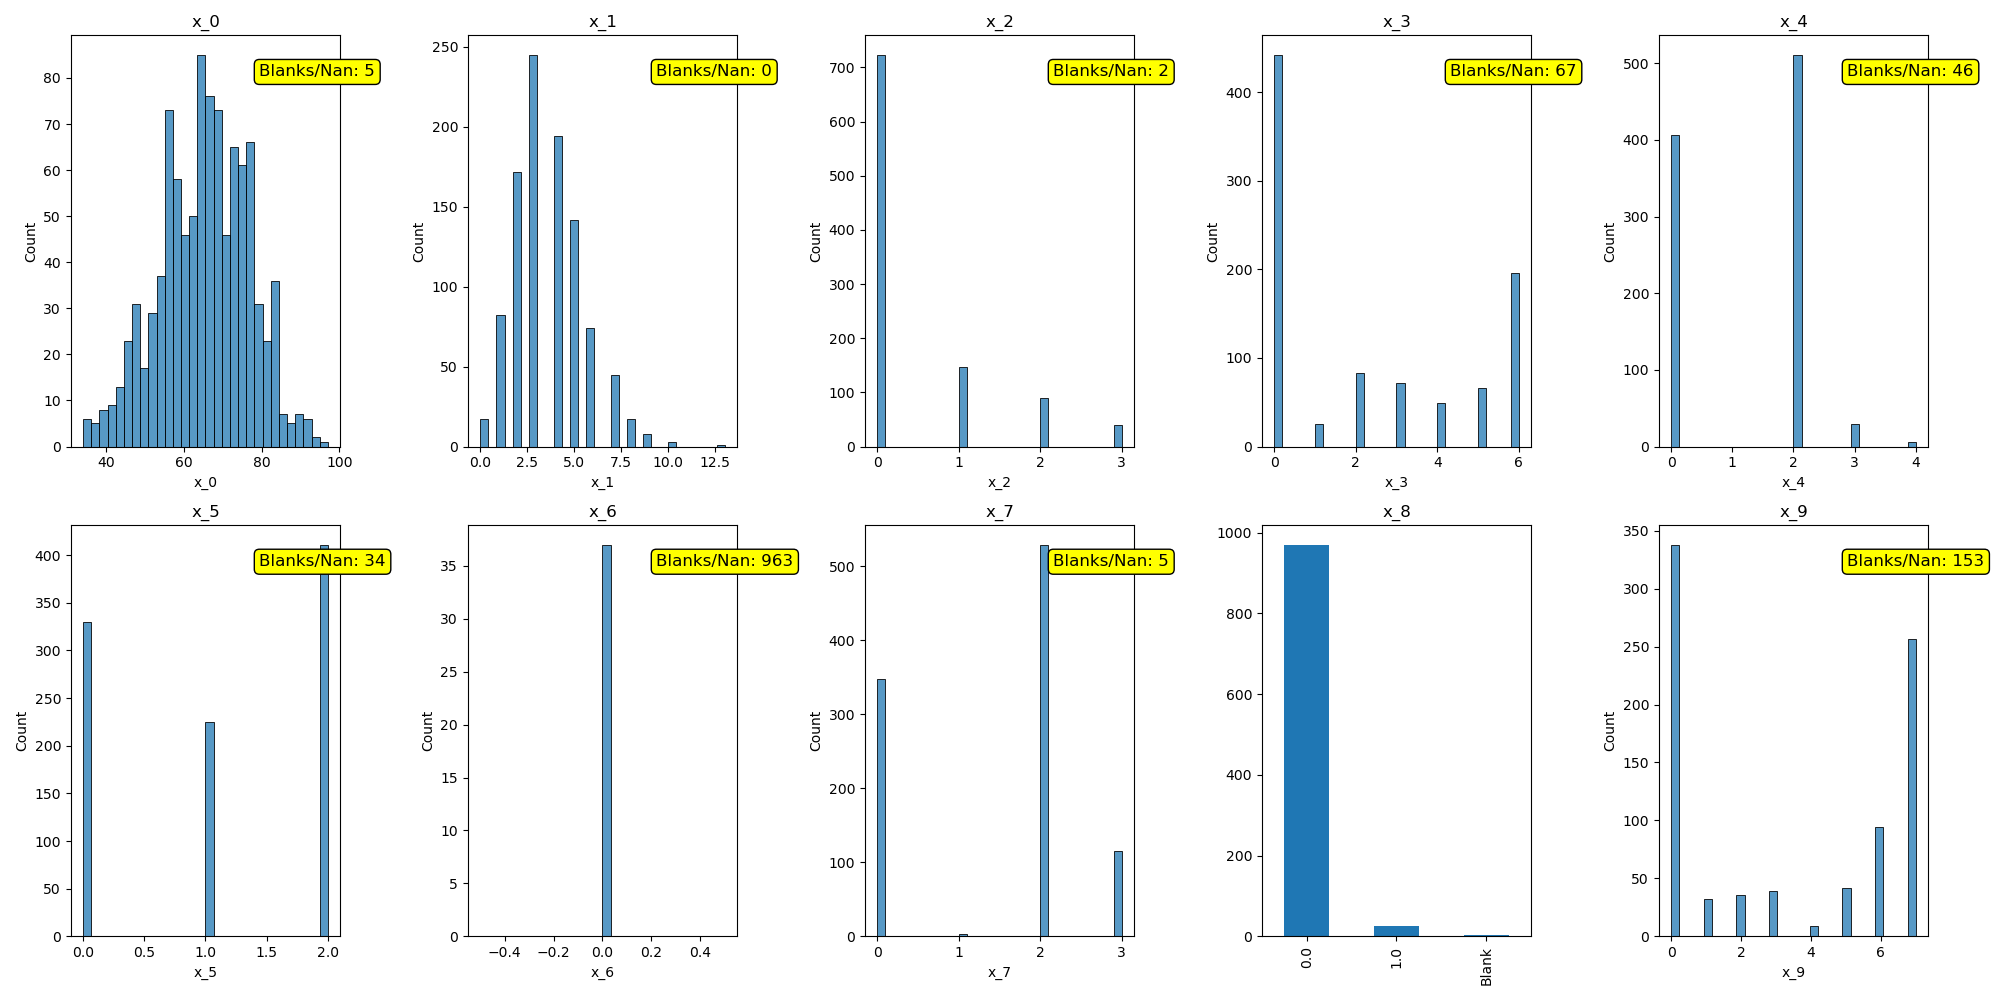 x_0
Blanks/Nan: 5
80
70
60
50
40
30
20
10
0
Count
40 60 80 100
x_0
x_1
Blanks/Nan: 0
250
200
150
100
50
0
Count
0.0 2.5 5.0 7.5 10.0 12.5
x_1
x_2
Blanks/Nan: 2
700
600
500
400
300
200
100
0
Count
0 1 2 3
x_2
x_3
Blanks/Nan: 67
400
300
200
100
0
Count
0 2 4 6
x_3
x_4
Blanks/Nan: 46
500
400
300
200
100
0
Count
0 1 2 3 4
x_4
x_5
Blanks/Nan: 34
400
350
300
250
200
150
100
50
0
Count
0.0 0.5 1.0 1.5 2.0
x_5
x_6
Blanks/Nan: 963
35
30
25
20
15
10
5
0
Count
−0.4 −0.2 0.0 0.2 0.4
x_6
x_7
Blanks/Nan: 5
500
400
300
200
100
0
Count
0 1 2 3
x_7
x_8
1000
800
600
400
200
0
0.0
1.0
Blank
x_9
Blanks/Nan: 153
350
300
250
200
150
100
50
0
Count
0 2 4 6
x_9